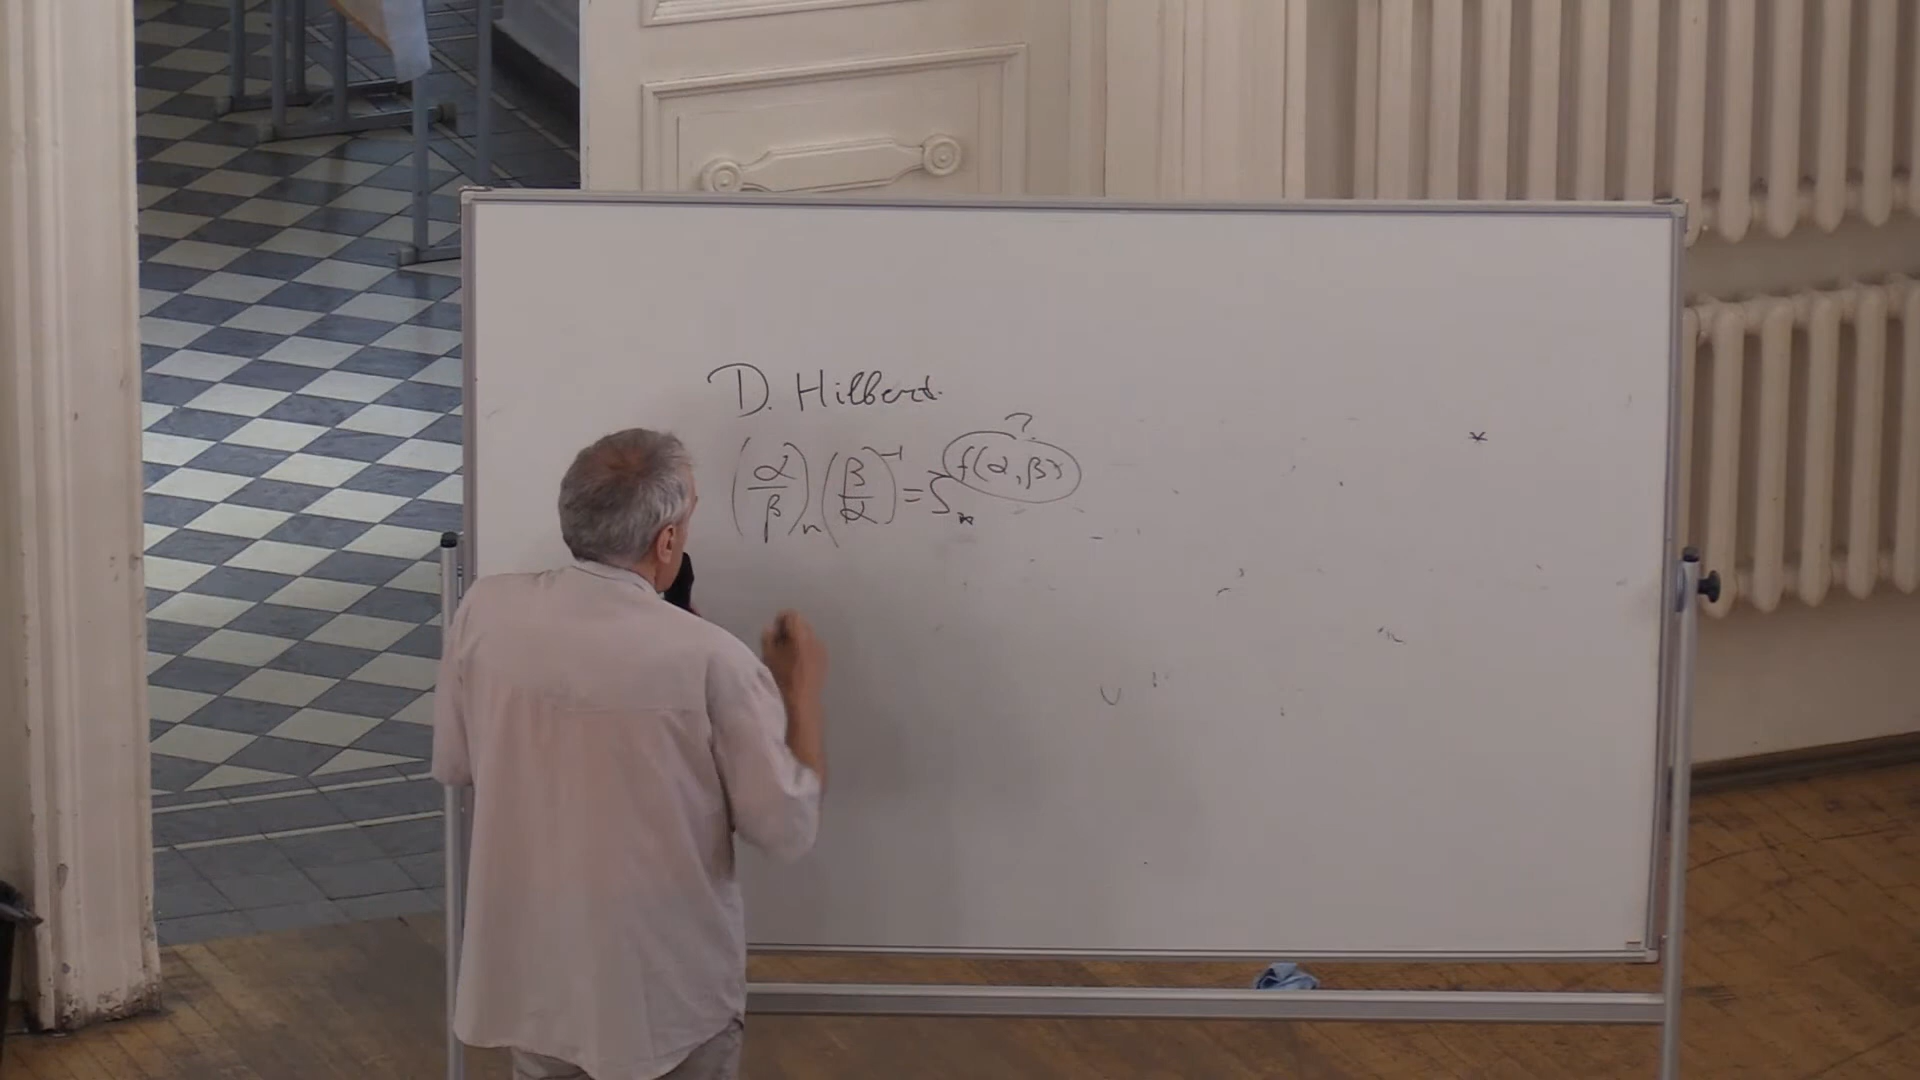 D. Hilbert.
?
(α/β)ₙ (β/α)⁻¹ = ζₙ^f(α,β)